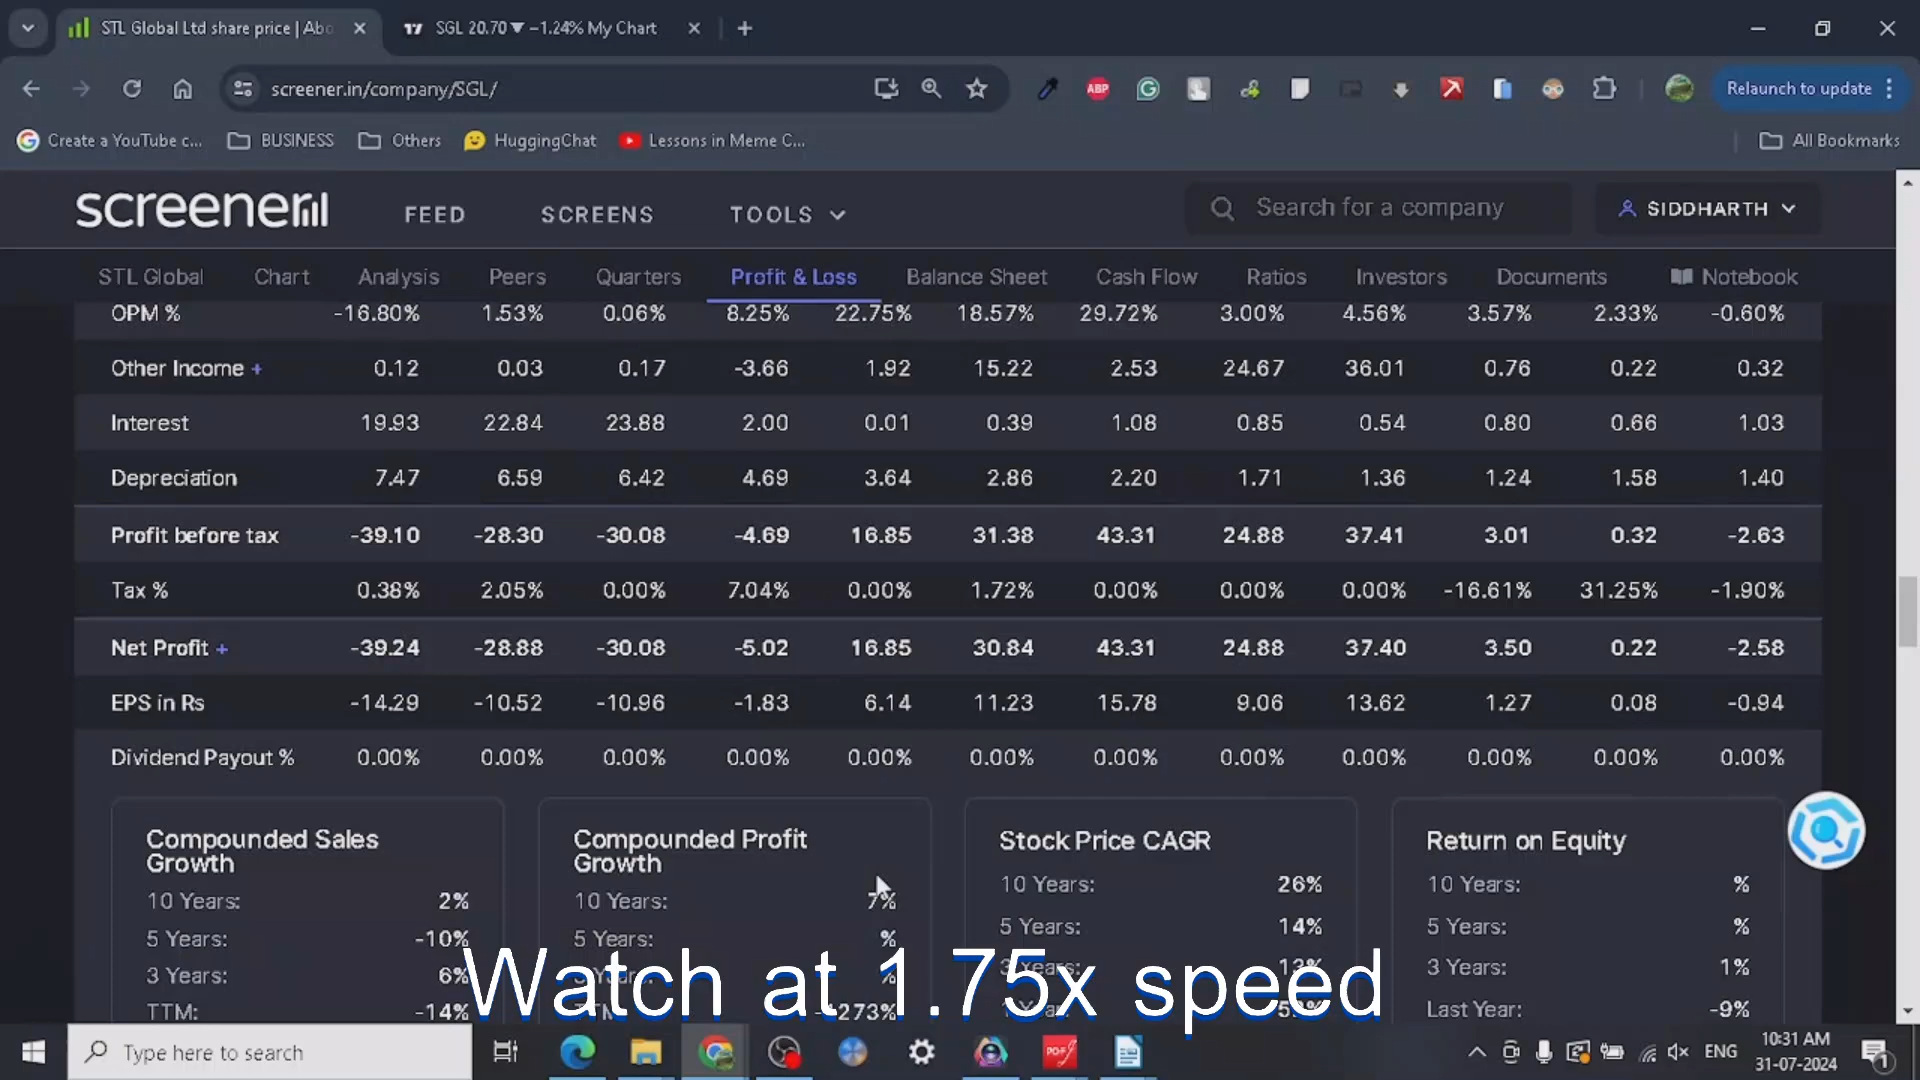 STL Global Ltd share price | Abo
SGL 20.70 ▼ −1.24% My Chart
screener.in/company/SGL/
ABP
Relaunch to update
Create a YouTube c...
BUSINESS
Others
HuggingChat
Lessons in Meme C...
All Bookmarks
screener
FEED
SCREENS
TOOLS
Search for a company
SIDDHARTH
STL Global Chart Analysis Peers Quarters Profit & Loss Balance Sheet Cash Flow Ratios Investors Documents Notebook
OPM % -16.80% 1.53% 0.06% 8.25% 22.75% 18.57% 29.72% 3.00% 4.56% 3.57% 2.33% -0.60%
Other Income + 0.12 0.03 0.17 -3.66 1.92 15.22 2.53 24.67 36.01 0.76 0.22 0.32
Interest 19.93 22.84 23.88 2.00 0.01 0.39 1.08 0.85 0.54 0.80 0.66 1.03
Depreciation 7.47 6.59 6.42 4.69 3.64 2.86 2.20 1.71 1.36 1.24 1.58 1.40
Profit before tax -39.10 -28.30 -30.08 -4.69 16.85 31.38 43.31 24.88 37.41 3.01 0.32 -2.63
Tax % 0.38% 2.05% 0.00% 7.04% 0.00% 1.72% 0.00% 0.00% 0.00% -16.61% 31.25% -1.90%
Net Profit + -39.24 -28.88 -30.08 -5.02 16.85 30.84 43.31 24.88 37.40 3.50 0.22 -2.58
EPS in Rs -14.29 -10.52 -10.96 -1.83 6.14 11.23 15.78 9.06 13.62 1.27 0.08 -0.94
Dividend Payout % 0.00% 0.00% 0.00% 0.00% 0.00% 0.00% 0.00% 0.00% 0.00% 0.00% 0.00% 0.00%
Compounded Sales
Growth
10 Years: 2%
5 Years: -10%
3 Years: 6%
TTM: -14%
Compounded Profit
Growth
10 Years: 7%
5 Years: %
%
Stock Price CAGR
10 Years: 26%
5 Years: 14%
Years:
Return on Equity
10 Years: %
5 Years: %
3 Years: 1%
Last Year: -9%
Watch at 1.75x speed
Type here to search
PDF
ENG
10:31 AM
31-07-2024
1